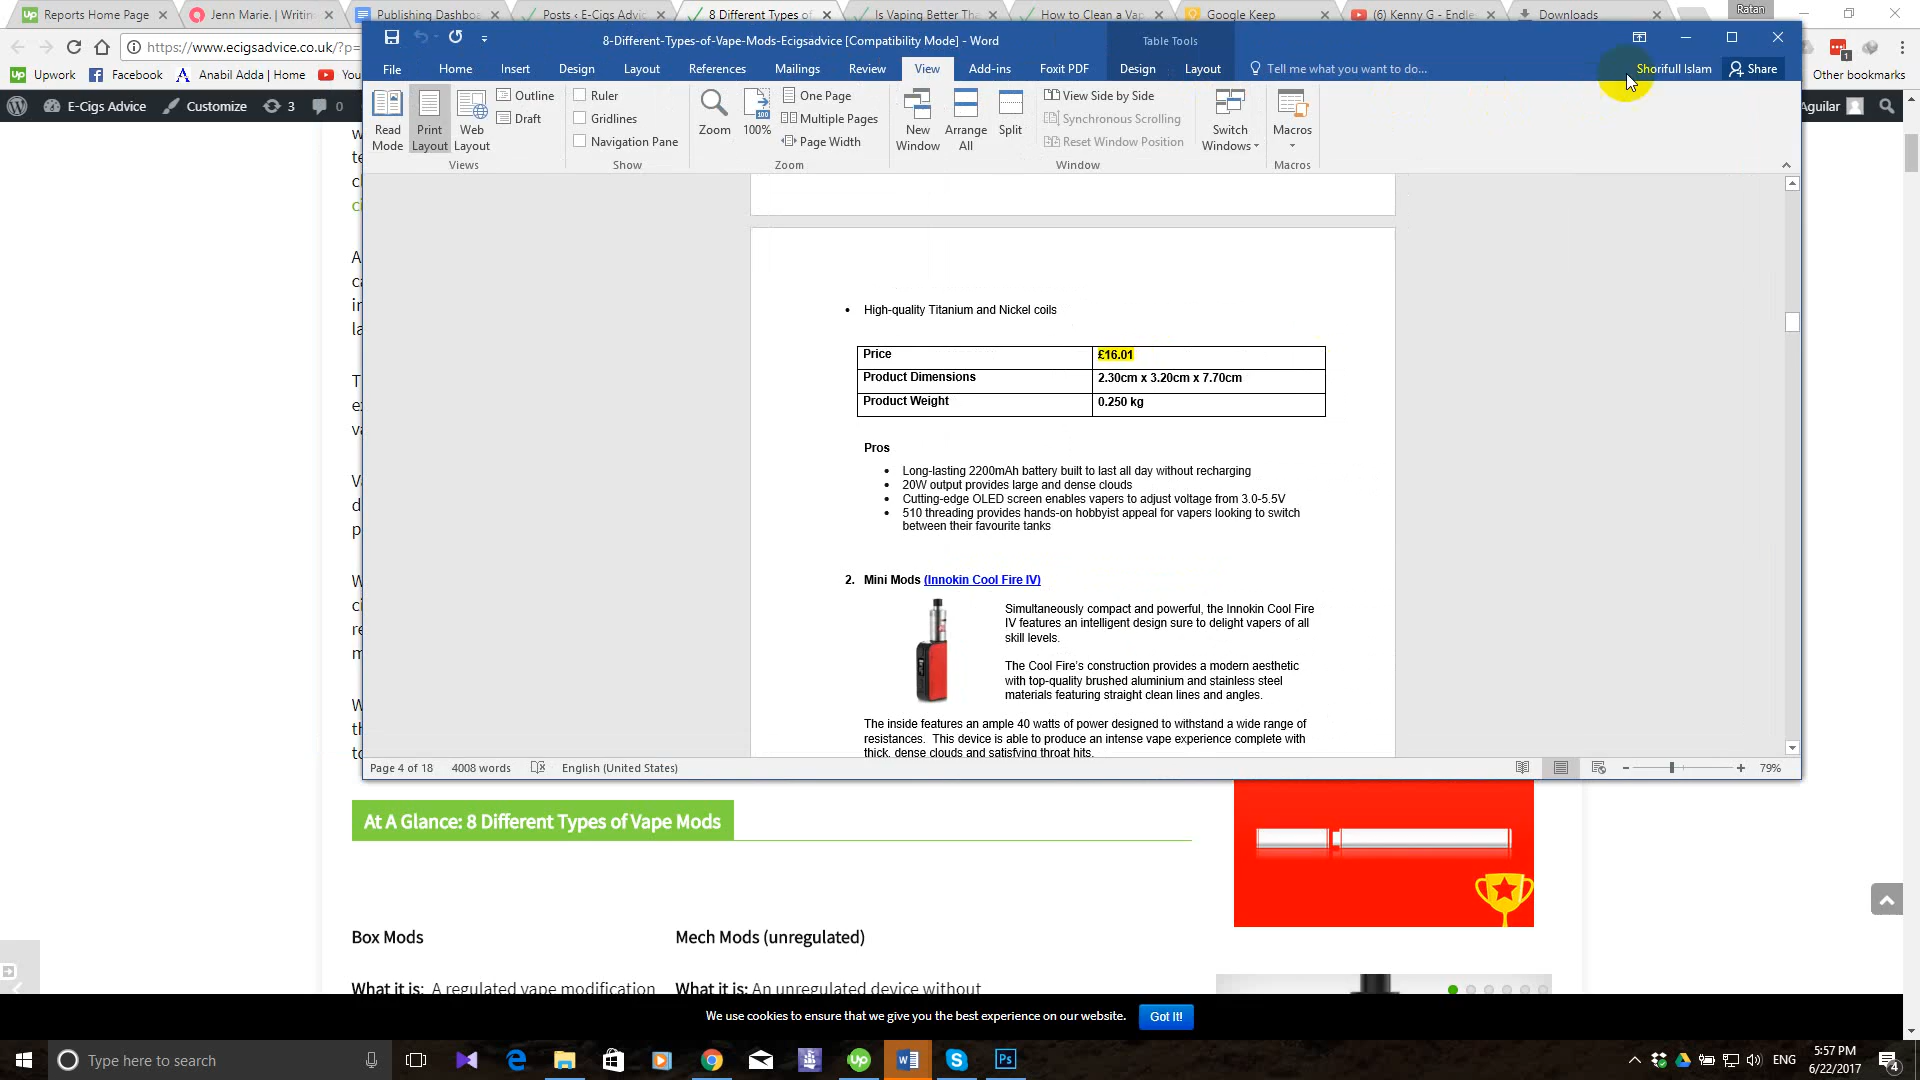 Reports Home Page
Jenn Marie. | Writin
Publishing Dashbo
Posts ‹ E-Cigs Advic
8 Different Types of
Is Vaping Better Tha
How to Clean a Vap
Google Keep
(6) Kenny G - Endle
Downloads
Ratan
https://www.ecigsadvice.co.uk/?p=
Upwork
Facebook
Anabil Adda | Home
You
Other bookmarks
E-Cigs Advice
Customize
3
0
Aguilar
8-Different-Types-of-Vape-Mods-Ecigsadvice [Compatibility Mode] - Word
Table Tools
File
Home
Insert
Design
Layout
References
Mailings
Review
View
Add-ins
Foxit PDF
Design
Layout
Tell me what you want to do...
Shorifull Islam
Share
Read Mode
Print Layout
Web Layout
Outline
Draft
Views
Ruler
Gridlines
Navigation Pane
Show
Zoom
100%
One Page
Multiple Pages
Page Width
Zoom
New Window
Arrange All
Split
View Side by Side
Synchronous Scrolling
Reset Window Position
Window
Switch Windows
Macros
Macros
• High-quality Titanium and Nickel coils
Price £16.01
Product Dimensions 2.30cm x 3.20cm x 7.70cm
Product Weight 0.250 kg
Pros
• Long-lasting 2200mAh battery built to last all day without recharging
• 20W output provides large and dense clouds
• Cutting-edge OLED screen enables vapers to adjust voltage from 3.0-5.5V
• 510 threading provides hands-on hobbyist appeal for vapers looking to switch
between their favourite tanks
2. Mini Mods (Innokin Cool Fire IV)
Simultaneously compact and powerful, the Innokin Cool Fire
IV features an intelligent design sure to delight vapers of all
skill levels.
The Cool Fire's construction provides a modern aesthetic
with top-quality brushed aluminium and stainless steel
materials featuring straight clean lines and angles.
The inside features an ample 40 watts of power designed to withstand a wide range of
resistances. This device is able to produce an intense vape experience complete with
thick, dense clouds and satisfying throat hits.
Page 4 of 18
4008 words
English (United States)
79%
At A Glance: 8 Different Types of Vape Mods
Box Mods
Mech Mods (unregulated)
What it is: A regulated vape modification
What it is: An unregulated device without
We use cookies to ensure that we give you the best experience on our website.
Got It!
Type here to search
ENG
5:57 PM
6/22/2017
4